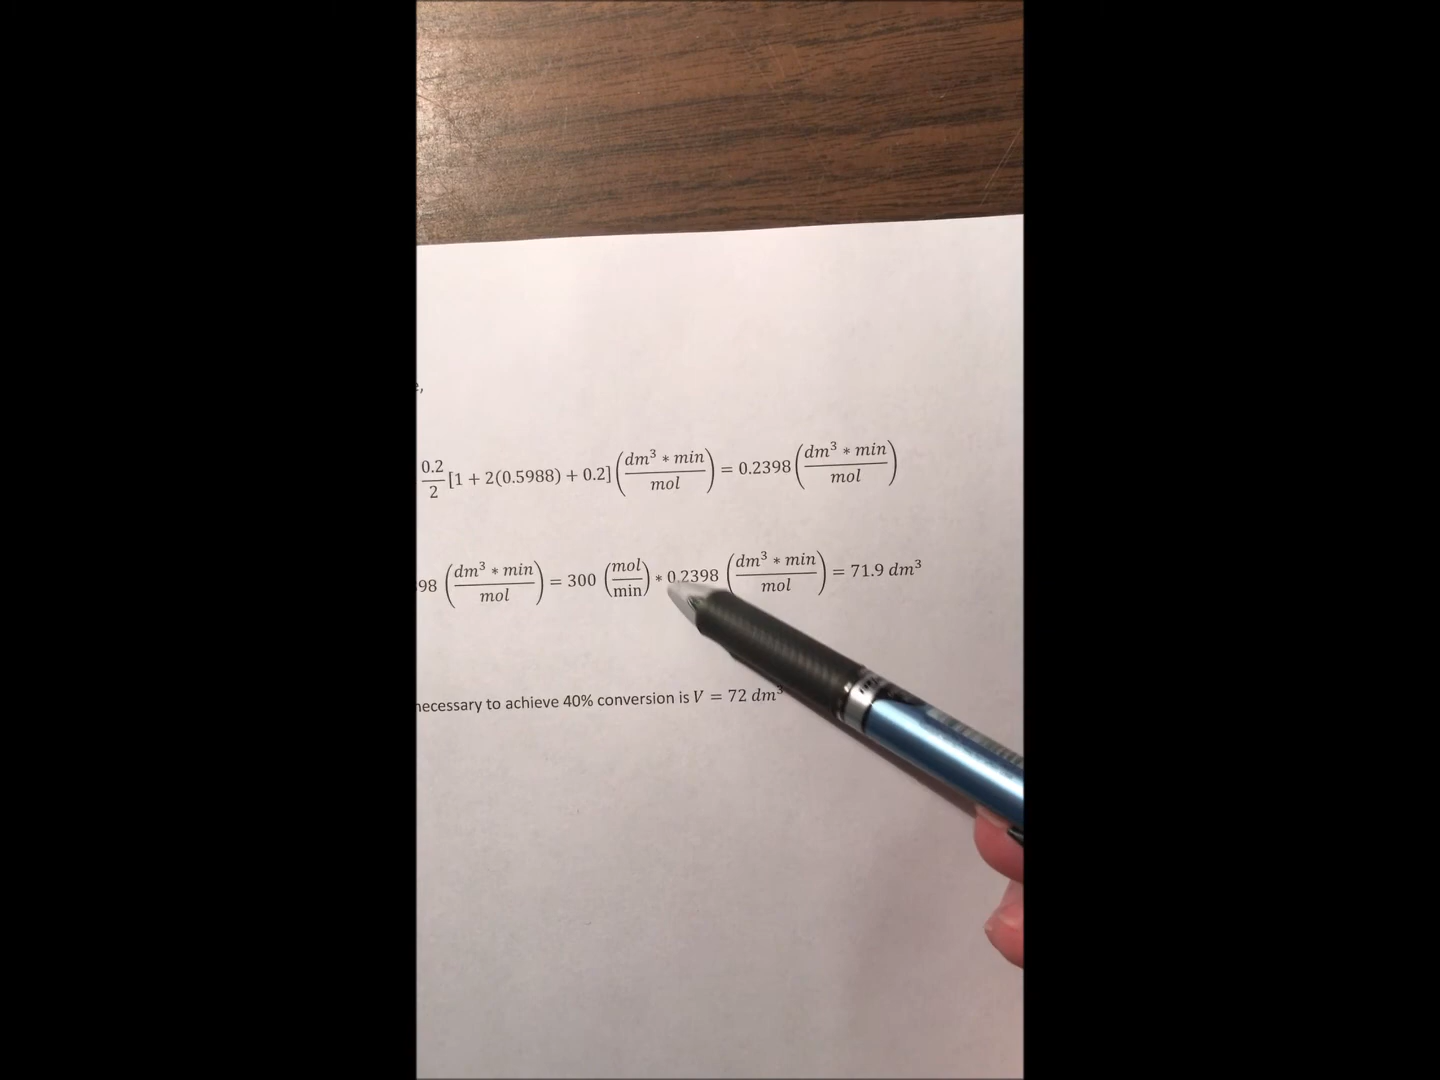 ,
0.2/2 [1 + 2(0.5988) + 0.2] (dm³ ∗ min / mol) = 0.2398 (dm³ ∗ min / mol)
98 (dm³ ∗ min / mol) = 300 (mol / min) ∗ 0.2398 (dm³ ∗ min / mol) = 71.9 dm³
necessary to achieve 40% conversion is V = 72 dm³